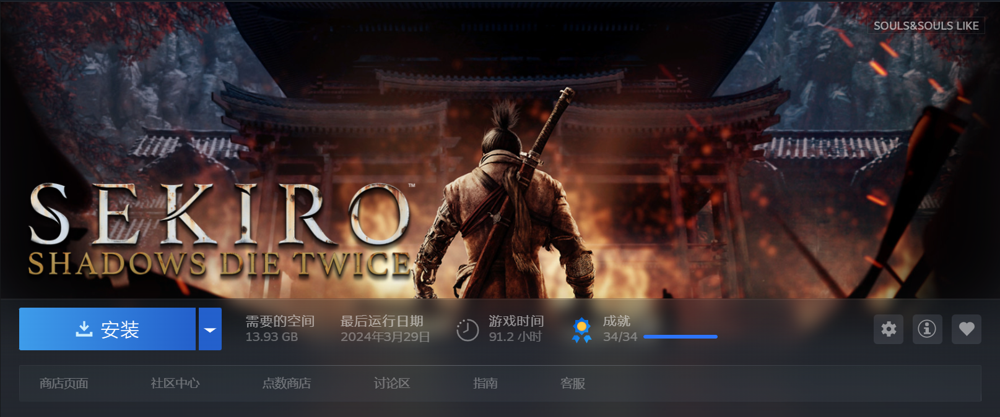 SOULS&SOULS LIKE
SEKIRO™
SHADOWS DIE TWICE
安装
需要的空间
13.93 GB
最后运行日期
2024年3月29日
游戏时间
91.2 小时
成就
34/34
商店页面
社区中心
点数商店
讨论区
指南
客服